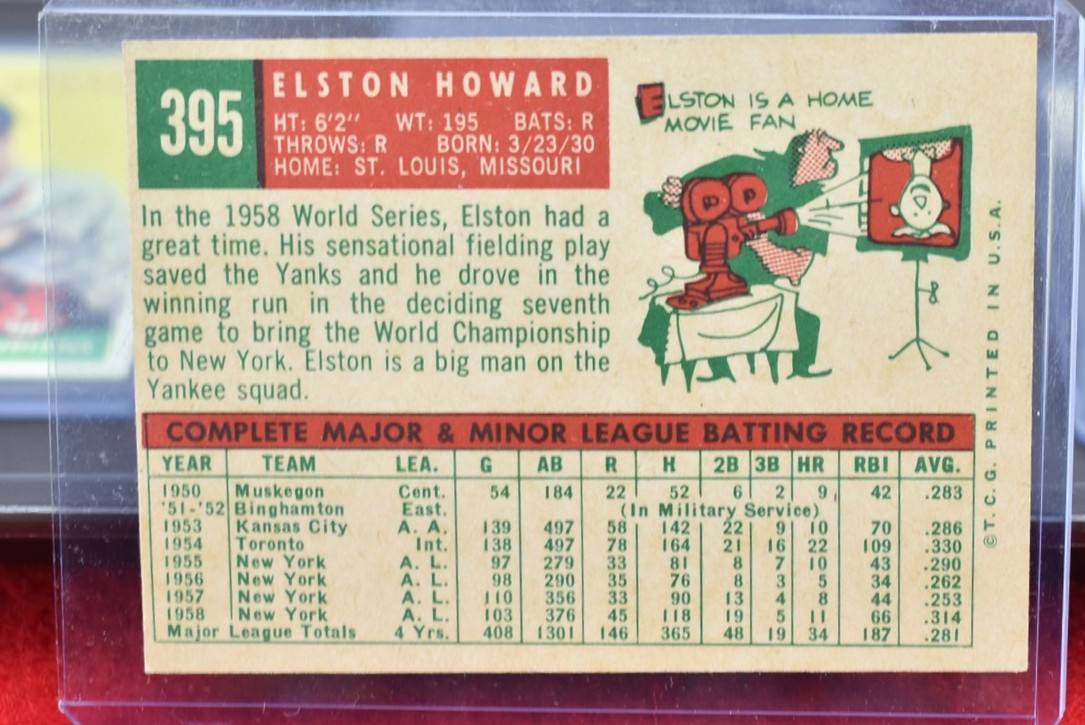 395
ELSTON HOWARD
HT: 6'2" WT: 195 BATS: R
THROWS: R BORN: 3/23/30
HOME: ST. LOUIS, MISSOURI
ELSTON IS A HOME
MOVIE FAN
In the 1958 World Series, Elston had a
great time. His sensational fielding play
saved the Yanks and he drove in the
winning run in the deciding seventh
game to bring the World Championship
to New York. Elston is a big man on the
Yankee squad.
COMPLETE MAJOR & MINOR LEAGUE BATTING RECORD
YEAR TEAM LEA. G AB R H 2B 3B HR RBI AVG.
1950 Muskegon Cent. 54 184 22 52 6 2 9 42 .283
'51-'52 Binghamton East. (In Military Service)
1953 Kansas City A. A. 139 497 58 142 22 9 10 70 .286
1954 Toronto Int. 138 497 78 164 21 16 22 109 .330
1955 New York A. L. 97 279 33 81 8 7 10 43 .290
1956 New York A. L. 98 290 35 76 8 3 5 34 .262
1957 New York A. L. 110 356 33 90 13 4 8 44 .253
1958 New York A. L. 103 376 45 118 19 5 11 66 .314
Major League Totals 4 Yrs. 408 1301 146 365 48 19 34 187 .281
©T. C. G. PRINTED IN U.S.A.